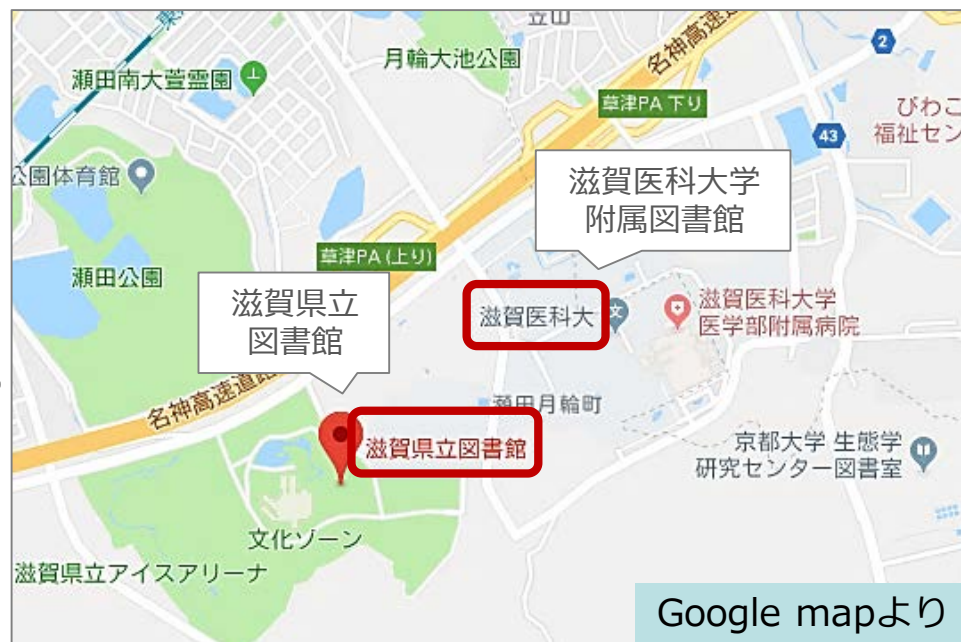 立山
月輪大池公園
名神高速道
2
瀬田南大萱霊園
草津PA 下り
びわこ
福祉セン
43
公園体育館
滋賀医科大学
附属図書館
草津PA (上り)
瀬田公園
滋賀県立
図書館
滋賀医科大
滋賀医科大学
医学部附属病院
名神高速道路
瀬田月輪町
滋賀県立図書館
京都大学 生態学
研究センター図書室
文化ゾーン
滋賀県立アイスアリーナ
Google mapより